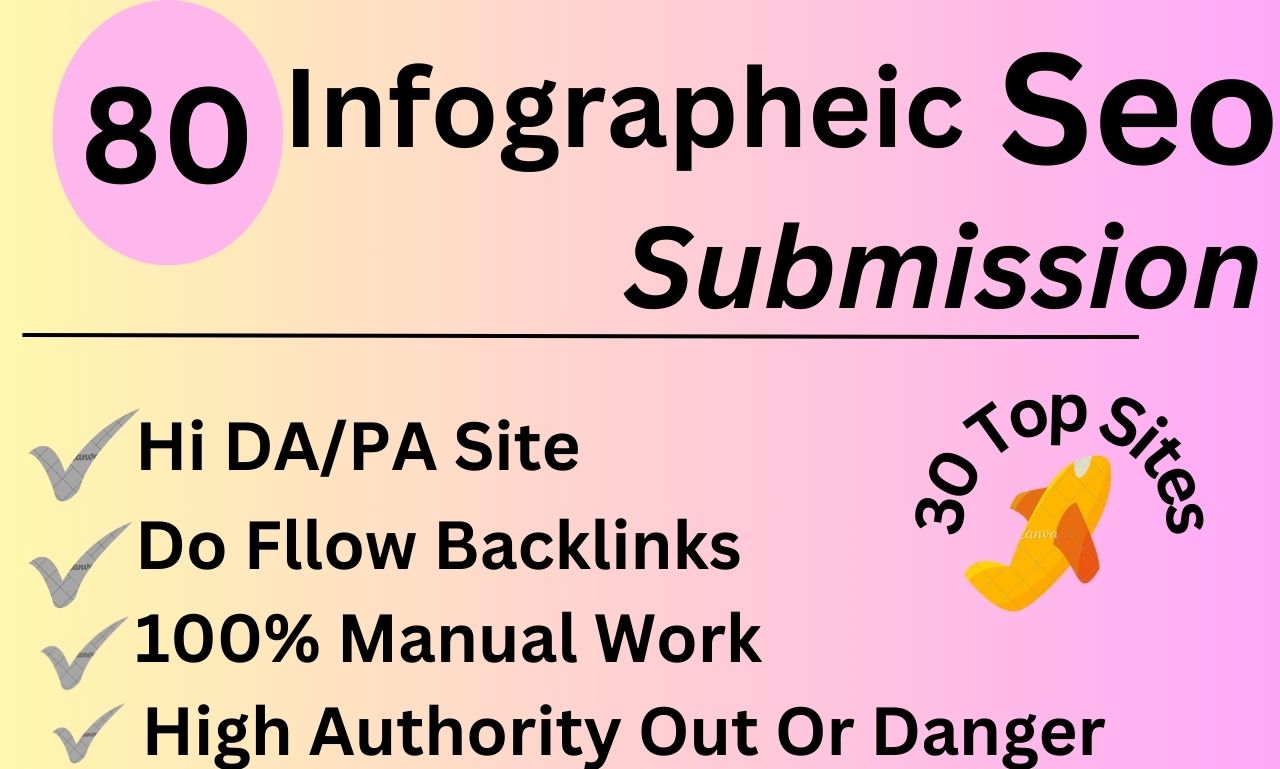 80 Infographeic Seo
Submission
Hi DA/PA Site
30 Top Sites
Do Fllow Backlinks
canva
100% Manual Work
High Authority Out Or Danger